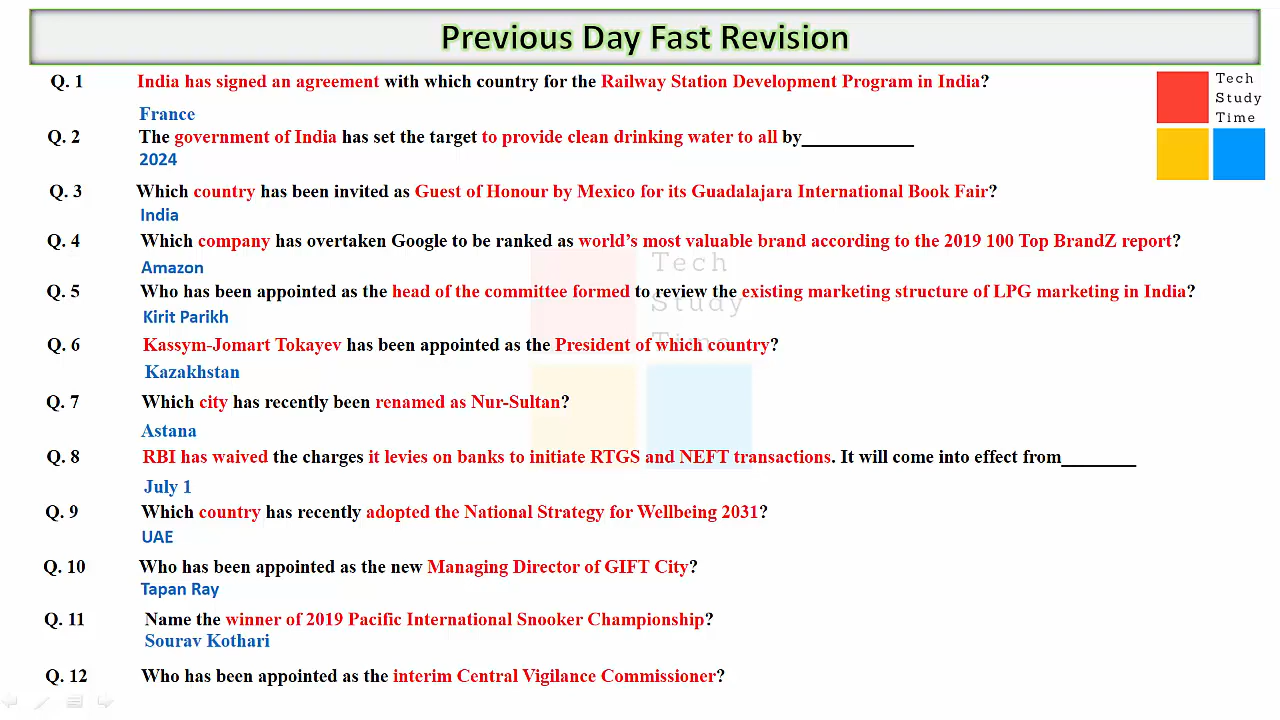 Previous Day Fast Revision
Q. 1 India has signed an agreement with which country for the Railway Station Development Program in India?
Tech
Study
Time
France
Q. 2 The government of India has set the target to provide clean drinking water to all by____________
2024
Q. 3 Which country has been invited as Guest of Honour by Mexico for its Guadalajara International Book Fair?
India
Q. 4 Which company has overtaken Google to be ranked as world's most valuable brand according to the 2019 100 Top BrandZ report?
Amazon
Tech
Q. 5 Who has been appointed as the head of the committee formed to review the existing marketing structure of LPG marketing in India?
Study
Kirit Parikh
Q. 6 Kassym-Jomart Tokayev has been appointed as the President of which country?
Time
Kazakhstan
Q. 7 Which city has recently been renamed as Nur-Sultan?
Astana
Q. 8 RBI has waived the charges it levies on banks to initiate RTGS and NEFT transactions. It will come into effect from________
July 1
Q. 9 Which country has recently adopted the National Strategy for Wellbeing 2031?
UAE
Q. 10 Who has been appointed as the new Managing Director of GIFT City?
Tapan Ray
Q. 11 Name the winner of 2019 Pacific International Snooker Championship?
Sourav Kothari
Q. 12 Who has been appointed as the interim Central Vigilance Commissioner?